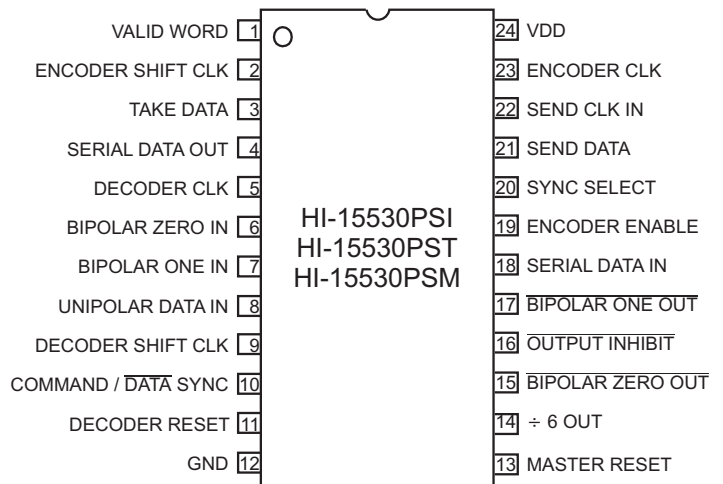 VALID WORD 1
ENCODER SHIFT CLK 2
TAKE DATA 3
SERIAL DATA OUT 4
DECODER CLK 5
BIPOLAR ZERO IN 6
BIPOLAR ONE IN 7
UNIPOLAR DATA IN 8
DECODER SHIFT CLK 9
COMMAND / DATA SYNC 10
DECODER RESET 11
GND 12
HI-15530PSI
HI-15530PST
HI-15530PSM
24 VDD
23 ENCODER CLK
22 SEND CLK IN
21 SEND DATA
20 SYNC SELECT
19 ENCODER ENABLE
18 SERIAL DATA IN
17 BIPOLAR ONE OUT
16 OUTPUT INHIBIT
15 BIPOLAR ZERO OUT
14 ÷ 6 OUT
13 MASTER RESET